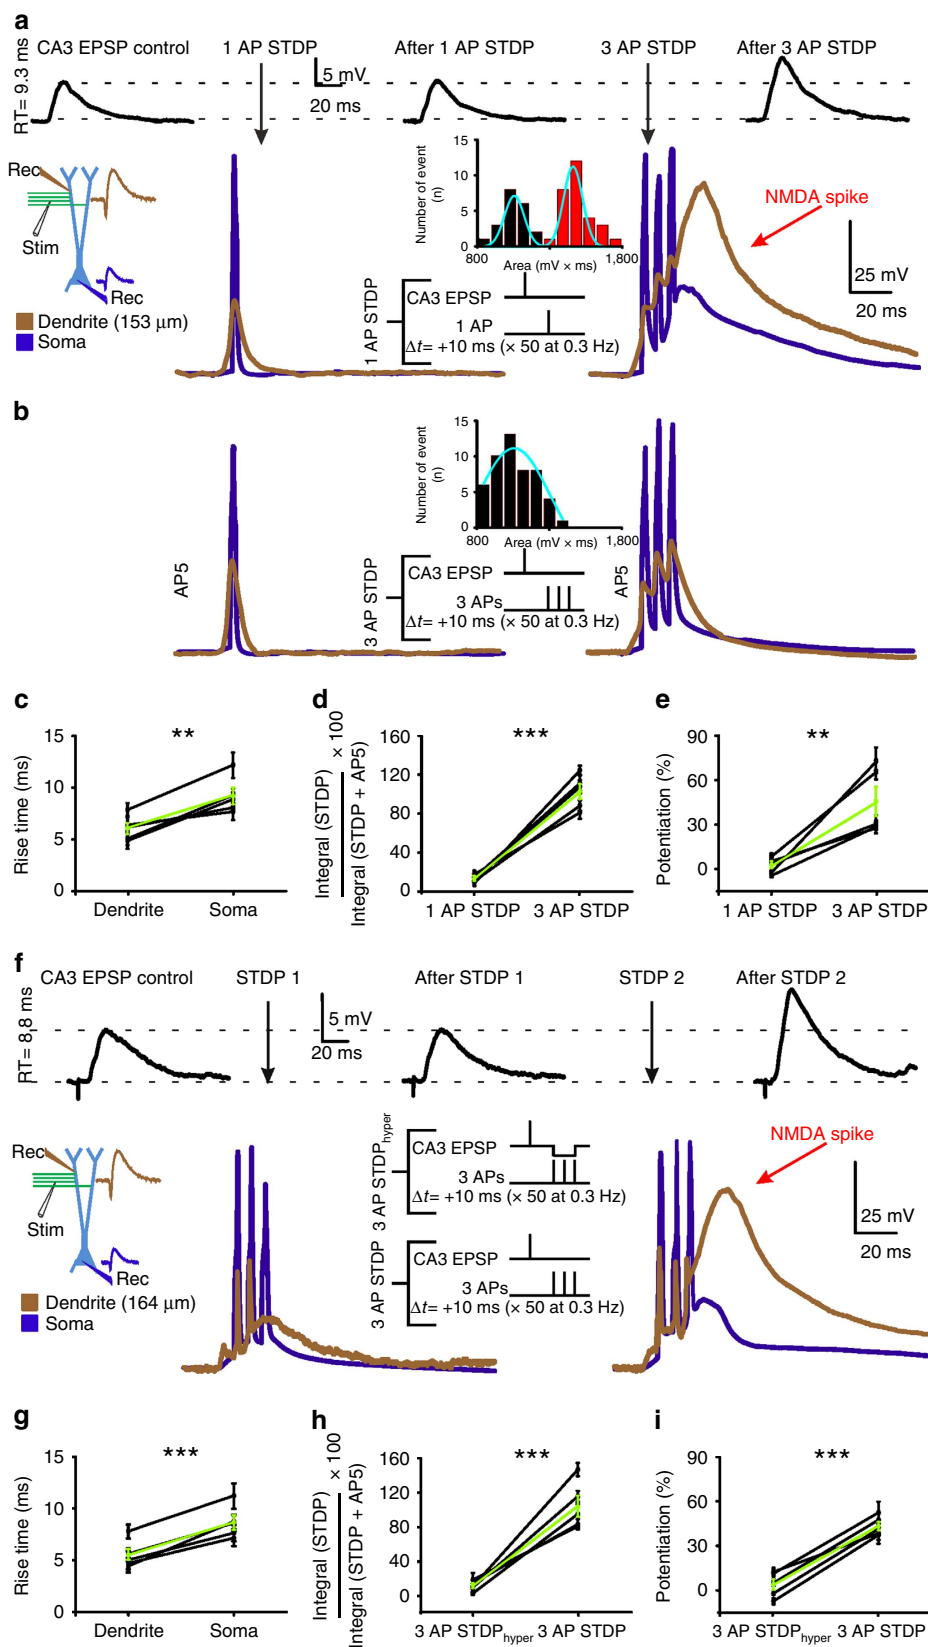 a
CA3 EPSP control
1 AP STDP
After 1 AP STDP
3 AP STDP
After 3 AP STDP
RT= 9.3 ms
5 mV
20 ms
Rec
Stim
Rec
Dendrite (153 μm)
Soma
Number of event
(n)
15
10
5
0
800
Area (mV × ms)
1,800
1 AP STDP
CA3 EPSP
1 AP
Δt= +10 ms (× 50 at 0.3 Hz)
NMDA spike
25 mV
20 ms
b
AP5
Number of event
(n)
15
10
5
0
800
Area (mV × ms)
1,800
3 AP STDP
CA3 EPSP
3 APs
Δt= +10 ms (× 50 at 0.3 Hz)
AP5
c
**
Rise time (ms)
15
10
5
0
Dendrite
Soma
d
***
Integral (STDP)
Integral (STDP + AP5)
× 100
160
120
80
40
0
1 AP STDP
3 AP STDP
e
**
Potentiation (%)
90
60
30
0
1 AP STDP
3 AP STDP
f
CA3 EPSP control
STDP 1
After STDP 1
STDP 2
After STDP 2
RT= 8,8 ms
5 mV
20 ms
Rec
Stim
Rec
Dendrite (164 μm)
Soma
3 AP STDPhyper
CA3 EPSP
3 APs
Δt= +10 ms (× 50 at 0.3 Hz)
3 AP STDP
CA3 EPSP
3 APs
Δt= +10 ms (× 50 at 0.3 Hz)
NMDA spike
25 mV
20 ms
g
***
Rise time (ms)
15
10
5
0
Dendrite
Soma
h
***
Integral (STDP)
Integral (STDP + AP5)
× 100
160
120
80
40
0
3 AP STDPhyper
3 AP STDP
i
***
Potentiation (%)
90
60
30
0
3 AP STDPhyper
3 AP STDP